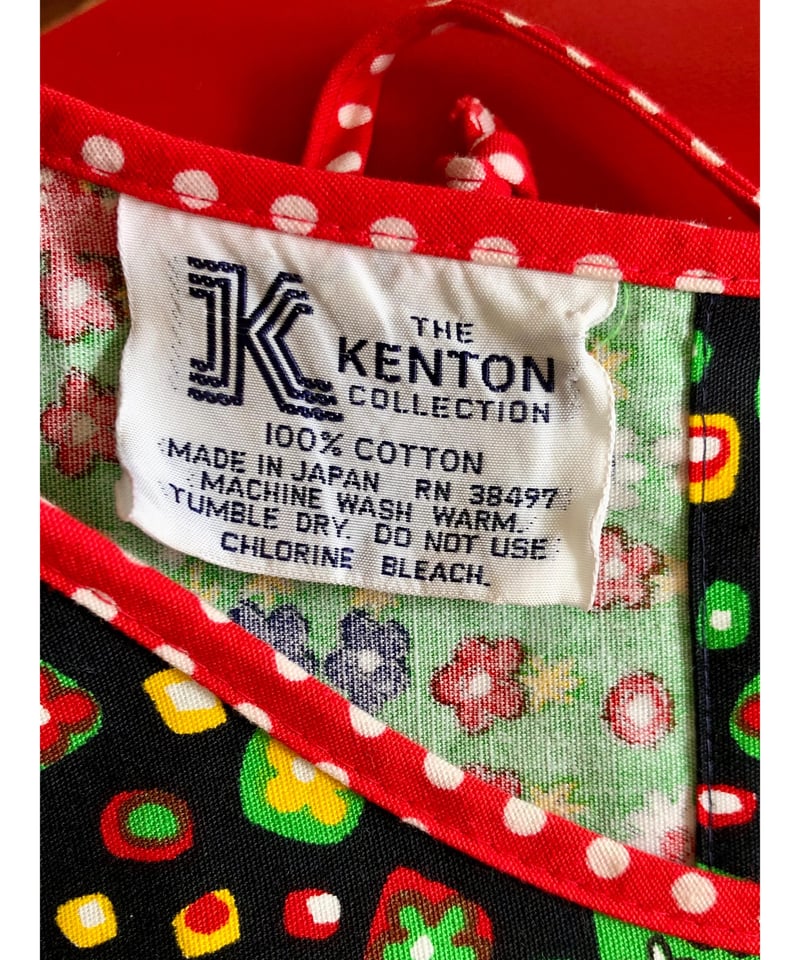 K
THE
KENTON
COLLECTION
100% COTTON
MADE IN JAPAN RN 38497
MACHINE WASH WARM.
TUMBLE DRY. DO NOT USE
CHLORINE BLEACH.